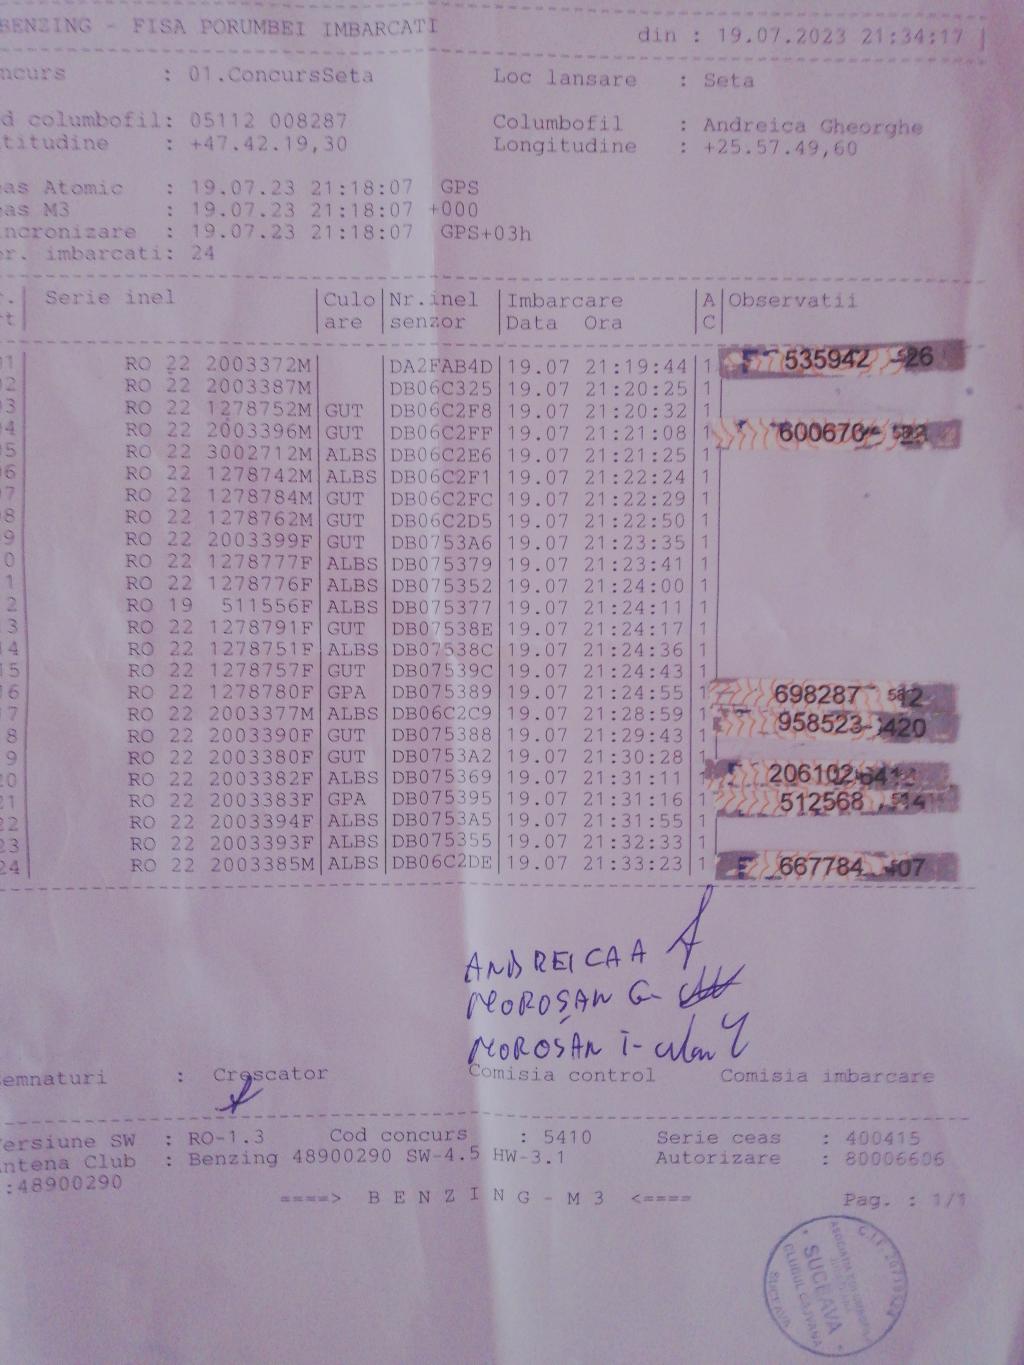 BENZING - FISA PORUMBEI IMBARCATI din : 19.07.2023 21:34:17
ncurs : 01.ConcursSeta Loc lansare : Seta
d columbofil: 05112 008287 Columbofil : Andreica Gheorghe
titudine : +47.42.19,30 Longitudine : +25.57.49,60
eas Atomic : 19.07.23 21:18:07 GPS
eas M3 : 19.07.23 21:18:07 +000
incronizare : 19.07.23 21:18:07 GPS+03h
r. imbarcati: 24
r. Serie inel Culo Nr.inel Imbarcare A Observatii
t are senzor Data Ora C
01 RO 22 2003372M DA2FAB4D 19.07 21:19:44 1 F 535942 26
02 RO 22 2003387M DB06C325 19.07 21:20:25 1
03 RO 22 1278752M GUT DB06C2F8 19.07 21:20:32 1
04 RO 22 2003396M GUT DB06C2FF 19.07 21:21:08 1 600670
05 RO 22 3002712M ALBS DB06C2E6 19.07 21:21:25 1
06 RO 22 1278742M ALBS DB06C2F1 19.07 21:22:24 1
07 RO 22 1278784M GUT DB06C2FC 19.07 21:22:29 1
08 RO 22 1278762M GUT DB06C2D5 19.07 21:22:50 1
9 RO 22 2003399F GUT DB0753A6 19.07 21:23:35 1
0 RO 22 1278777F ALBS DB075379 19.07 21:23:41 1
1 RO 22 1278776F ALBS DB075352 19.07 21:24:00 1
2 RO 19 511556F ALBS DB075377 19.07 21:24:11 1
13 RO 22 1278791F GUT DB07538E 19.07 21:24:17 1
14 RO 22 1278751F ALBS DB07538C 19.07 21:24:36 1
15 RO 22 1278757F GUT DB07539C 19.07 21:24:43 1
16 RO 22 1278780F GPA DB075389 19.07 21:24:55 1 698287
17 RO 22 2003377M ALBS DB06C2C9 19.07 21:28:59 1 958523 420
8 RO 22 2003390F GUT DB075388 19.07 21:29:43 1
9 RO 22 2003380F GUT DB0753A2 19.07 21:30:28 1
20 RO 22 2003382F ALBS DB075369 19.07 21:31:11 1 206102
21 RO 22 2003383F GPA DB075395 19.07 21:31:16 1 512568
22 RO 22 2003394F ALBS DB0753A5 19.07 21:31:55 1
23 RO 22 2003393F ALBS DB075355 19.07 21:32:33 1
24 RO 22 2003385M ALBS DB06C2DE 19.07 21:33:23 1 F 667784 407
ANDREICA A
MOROȘAN G
MOROȘAN I
emnaturi : Crescator Comisia control Comisia imbarcare
ersiune SW : RO-1.3 Cod concurs : 5410 Serie ceas : 400415
ntena Club : Benzing 48900290 SW-4.5 HW-3.1 Autorizare : 80006606
:48900290
====> B E N Z I N G - M 3 <==== Pag. : 1/1
SUCEAVA
CLUBUL CAJVANA
SUCEAVA